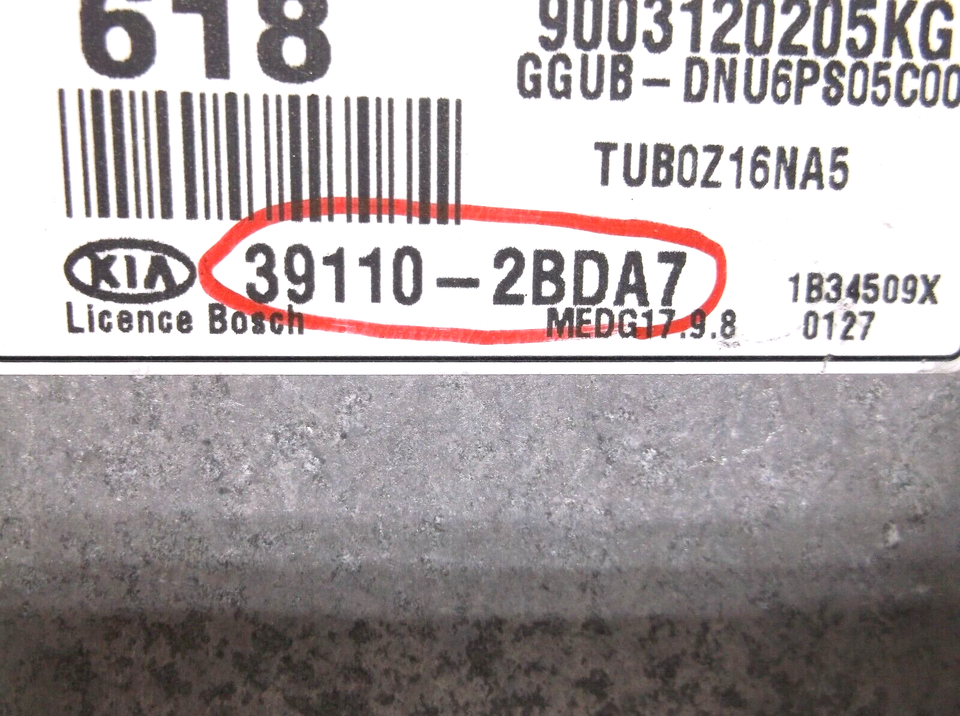 618
9003120205KG
GGUB-DNU6PS05C00
TUB0Z16NA5
KIA 39110-2BDA7
1B34509X
Licence Bosch MEDG17.9.8 0127